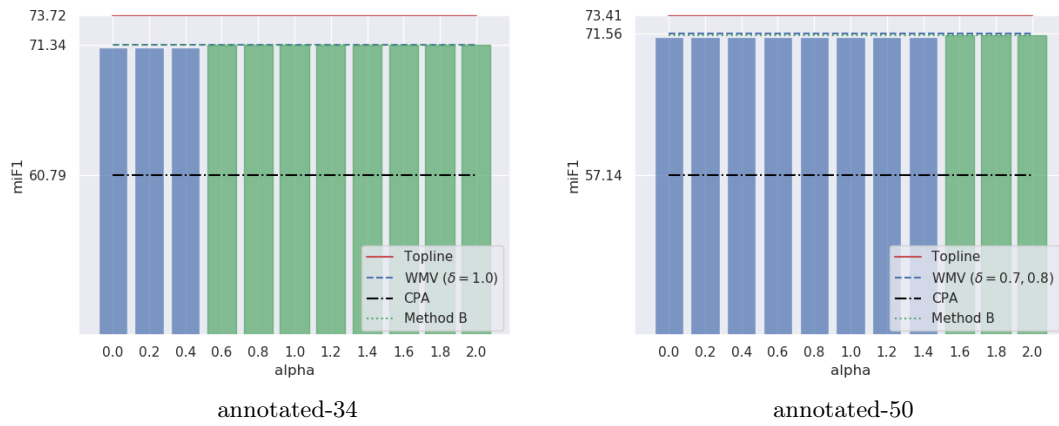 73.72
71.34
60.79
miF1
Topline
WMV (δ = 1.0)
CPA
Method B
0.0 0.2 0.4 0.6 0.8 1.0 1.2 1.4 1.6 1.8 2.0
alpha
annotated-34
73.41
71.56
57.14
miF1
Topline
WMV (δ = 0.7, 0.8)
CPA
Method B
0.0 0.2 0.4 0.6 0.8 1.0 1.2 1.4 1.6 1.8 2.0
alpha
annotated-50